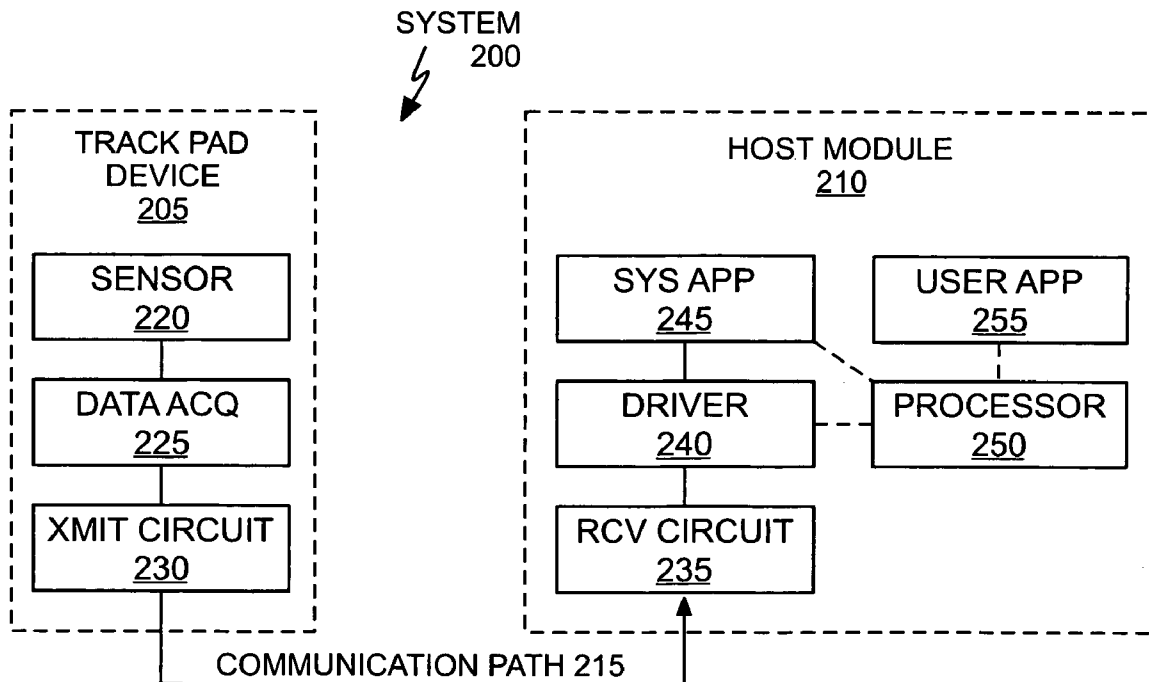 SYSTEM
200
TRACK PAD
DEVICE
205
SENSOR
220
DATA ACQ
225
XMIT CIRCUIT
230
HOST MODULE
210
SYS APP
245
USER APP
255
DRIVER
240
PROCESSOR
250
RCV CIRCUIT
235
COMMUNICATION PATH 215